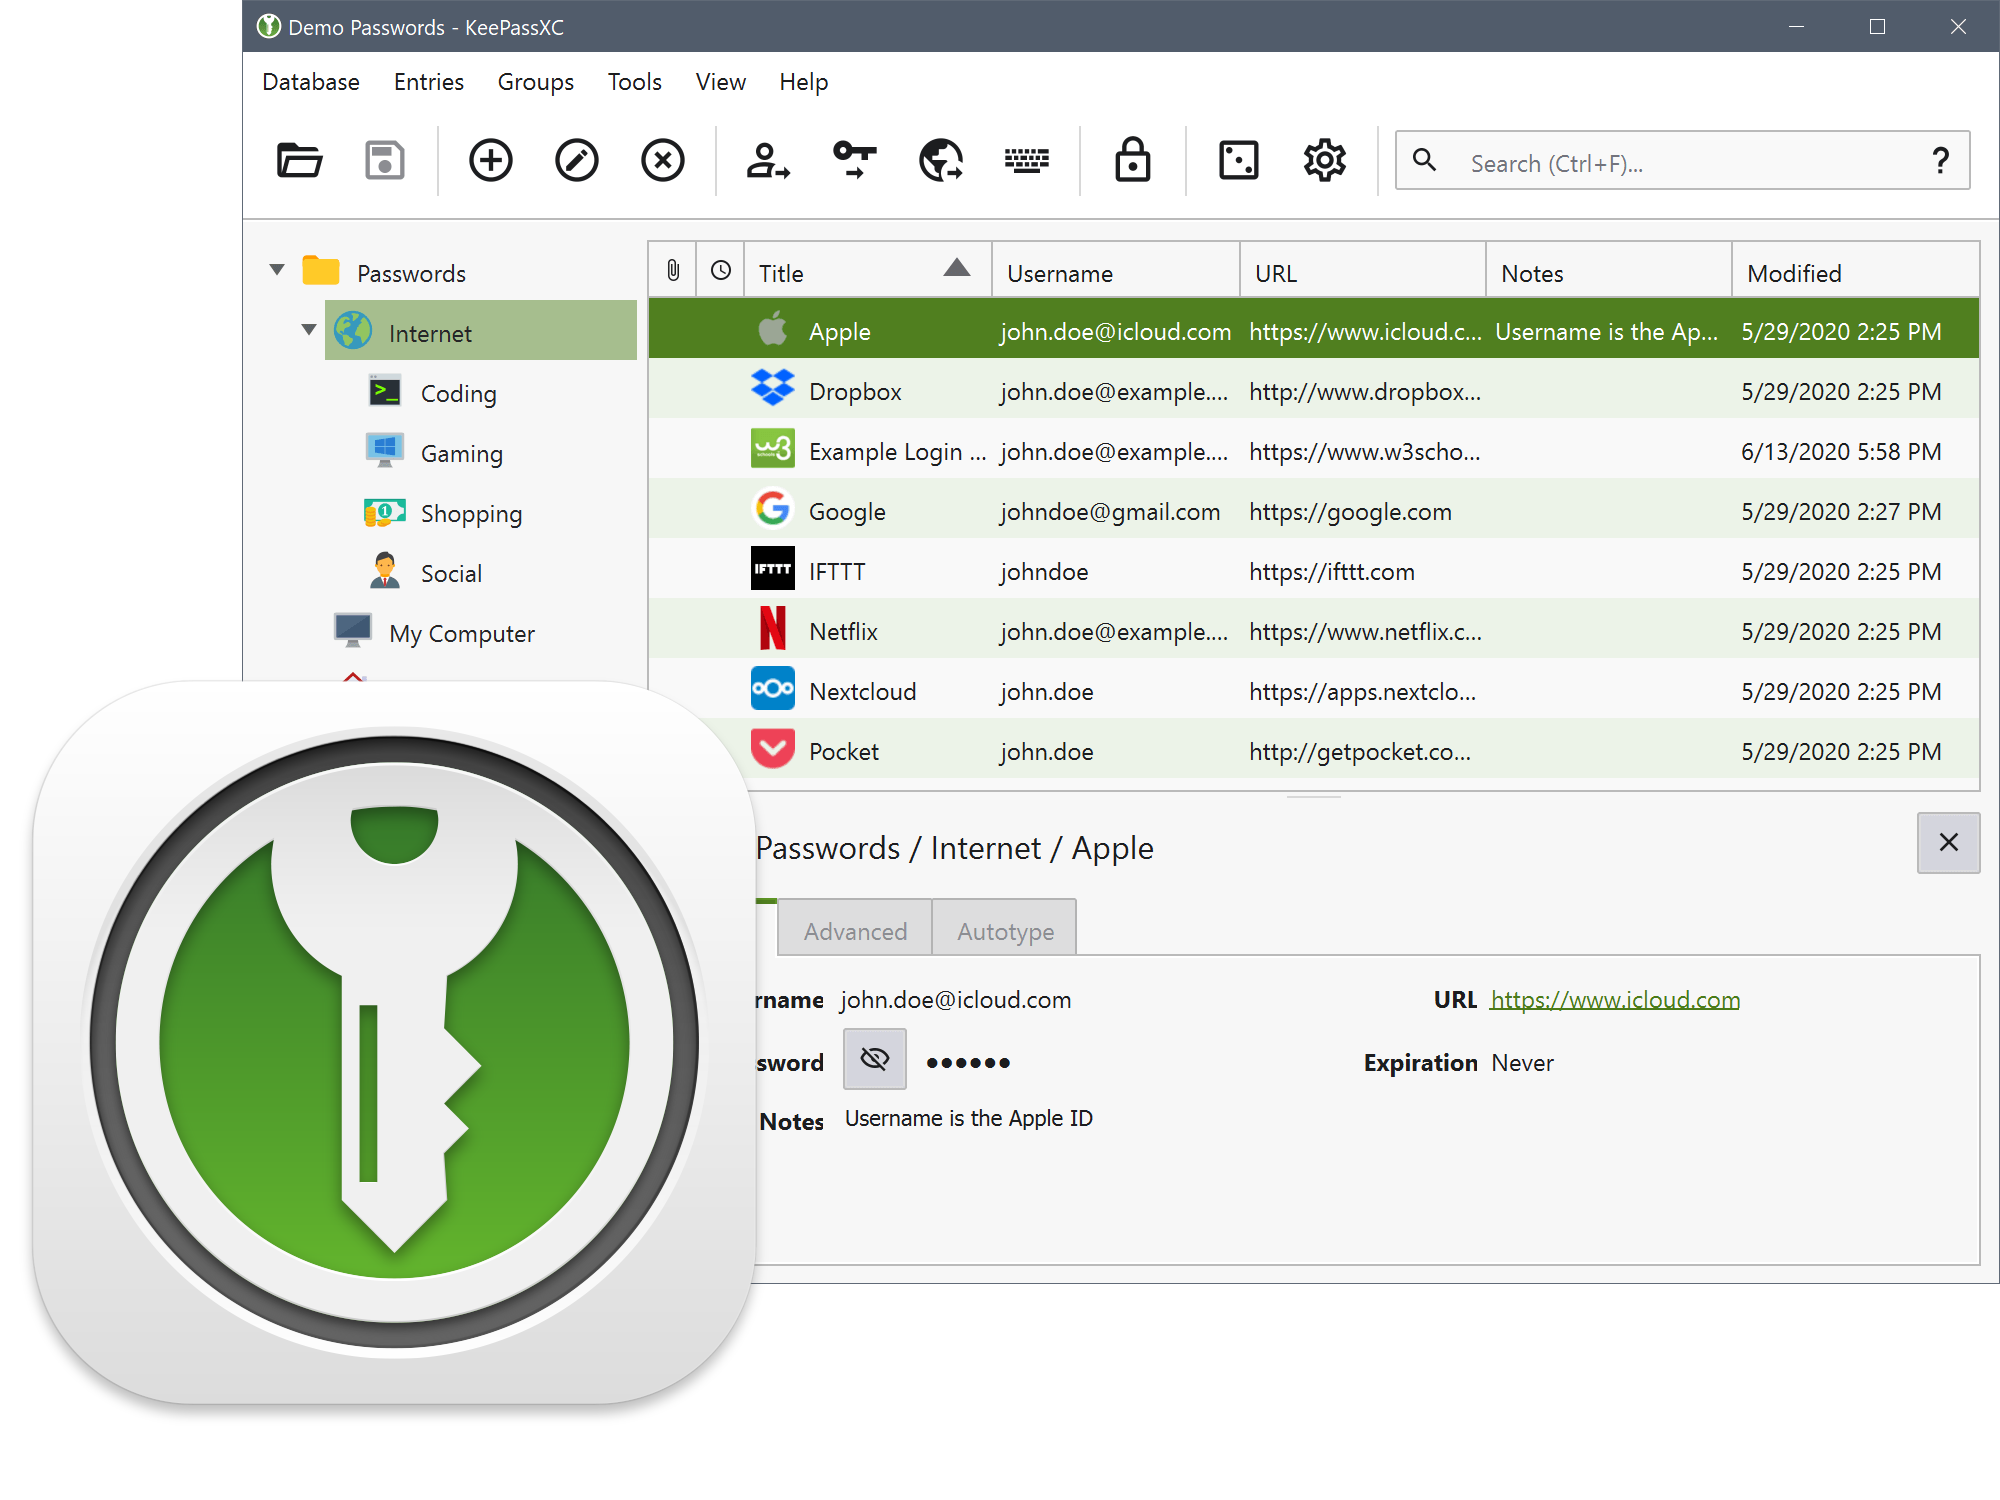 Demo Passwords - KeePassXC
Database Entries Groups Tools View Help
Search (Ctrl+F)... ?
Passwords
Internet
Coding
Gaming
Shopping
Social
My Computer
Title Username URL Notes Modified
Apple john.doe@icloud.com https://www.icloud.c... Username is the Ap... 5/29/2020 2:25 PM
Dropbox john.doe@example.... http://www.dropbox... 5/29/2020 2:25 PM
w3 Example Login ... john.doe@example.... https://www.w3scho... 6/13/2020 5:58 PM
Google johndoe@gmail.com https://google.com 5/29/2020 2:27 PM
IFTTT IFTTT johndoe https://ifttt.com 5/29/2020 2:25 PM
Netflix john.doe@example.... https://www.netflix.c... 5/29/2020 2:25 PM
Nextcloud john.doe https://apps.nextclo... 5/29/2020 2:25 PM
Pocket john.doe http://getpocket.co... 5/29/2020 2:25 PM
Passwords / Internet / Apple
Advanced Autotype
rname john.doe@icloud.com URL https://www.icloud.com
sword ●●●●●● Expiration Never
Notes Username is the Apple ID